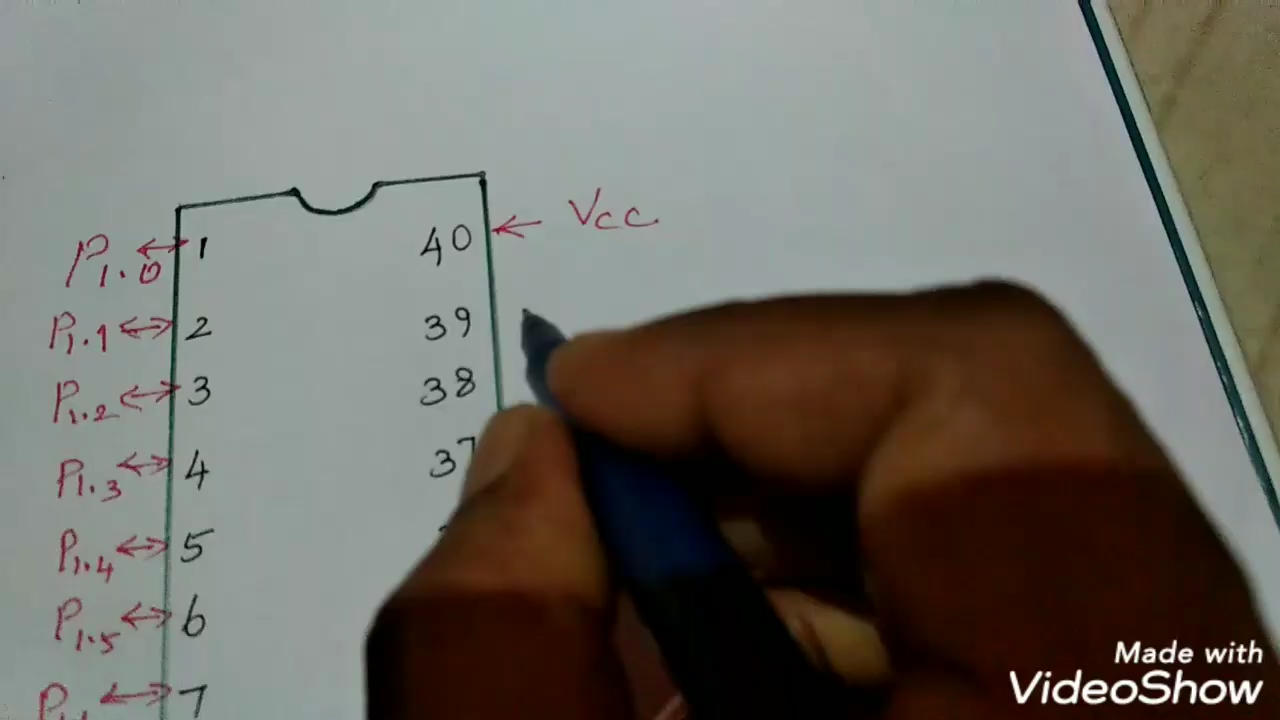 P1.0 ↔ 1 40 ← Vcc
P1.1 ↔ 2 39
P1.2 ↔ 3 38
P1.3 ↔ 4 37
P1.4 ↔ 5
P1.5 ↔ 6
↔ 7
Made with
VideoShow